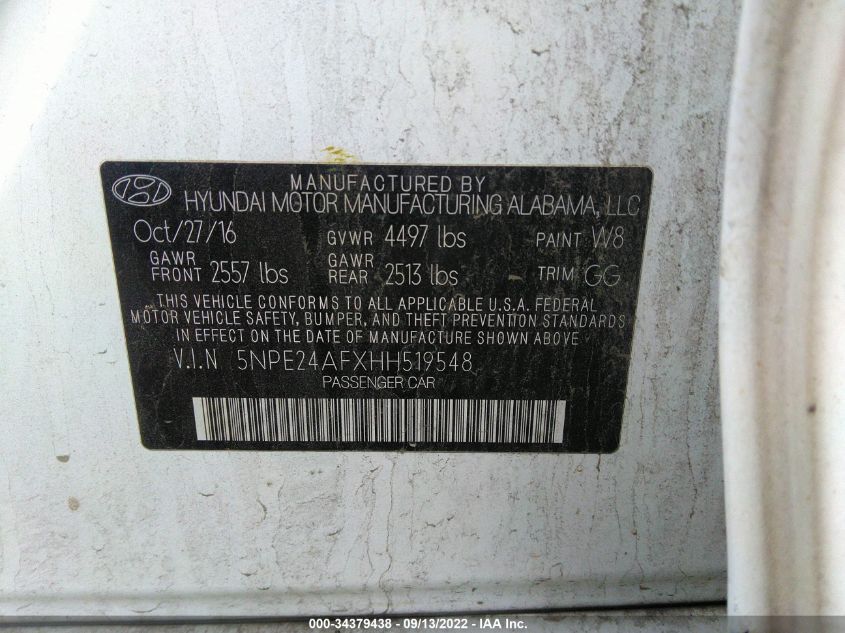 MANUFACTURED BY
HYUNDAI MOTOR MANUFACTURING ALABAMA, LLC
Oct/27/16 GVWR 4497 lbs PAINT W8
GAWR FRONT 2557 lbs GAWR REAR 2513 lbs TRIM GG
THIS VEHICLE CONFORMS TO ALL APPLICABLE U.S.A. FEDERAL
MOTOR VEHICLE SAFETY, BUMPER, AND THEFT PREVENTION STANDARDS
IN EFFECT ON THE DATE OF MANUFACTURE SHOWN ABOVE
V.I.N 5NPE24AFXHH519548
PASSENGER CAR
000-34379438 - 09/13/2022 - IAA Inc.